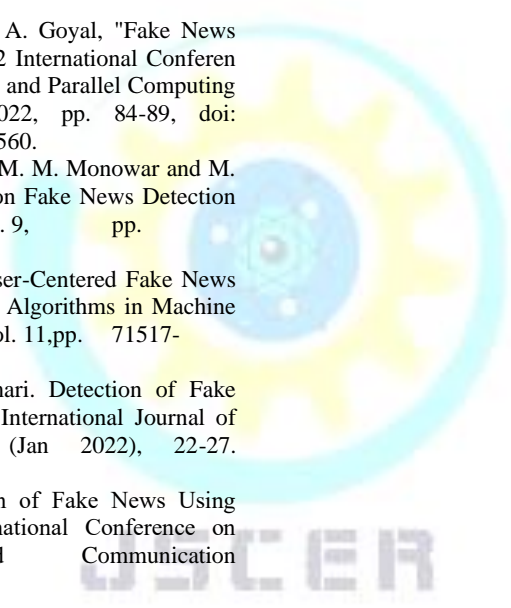 A. Goyal, "Fake News
2 International Conferen
and Parallel Computing
022, pp. 84-89, doi:
560.
M. M. Monowar and M.
on Fake News Detection
. 9, pp.
ser-Centered Fake News
Algorithms in Machine
ol. 11,pp. 71517-
nari. Detection of Fake
International Journal of
(Jan 2022), 22-27.
n of Fake News Using
national Conference on
d Communication
IJSCER